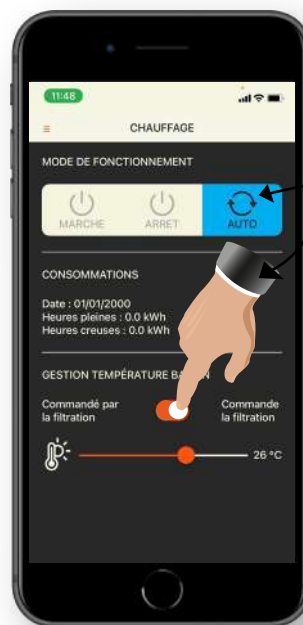 11:48
CHAUFFAGE
MODE DE FONCTIONNEMENT
MARCHE ARRET AUTO
CONSOMMATIONS
Date : 01/01/2000
Heures pleines : 0.0 kWh
Heures creuses : 0.0 kWh
GESTION TEMPÉRATURE
Commandé par Commande
la filtration la filtration
26 °C